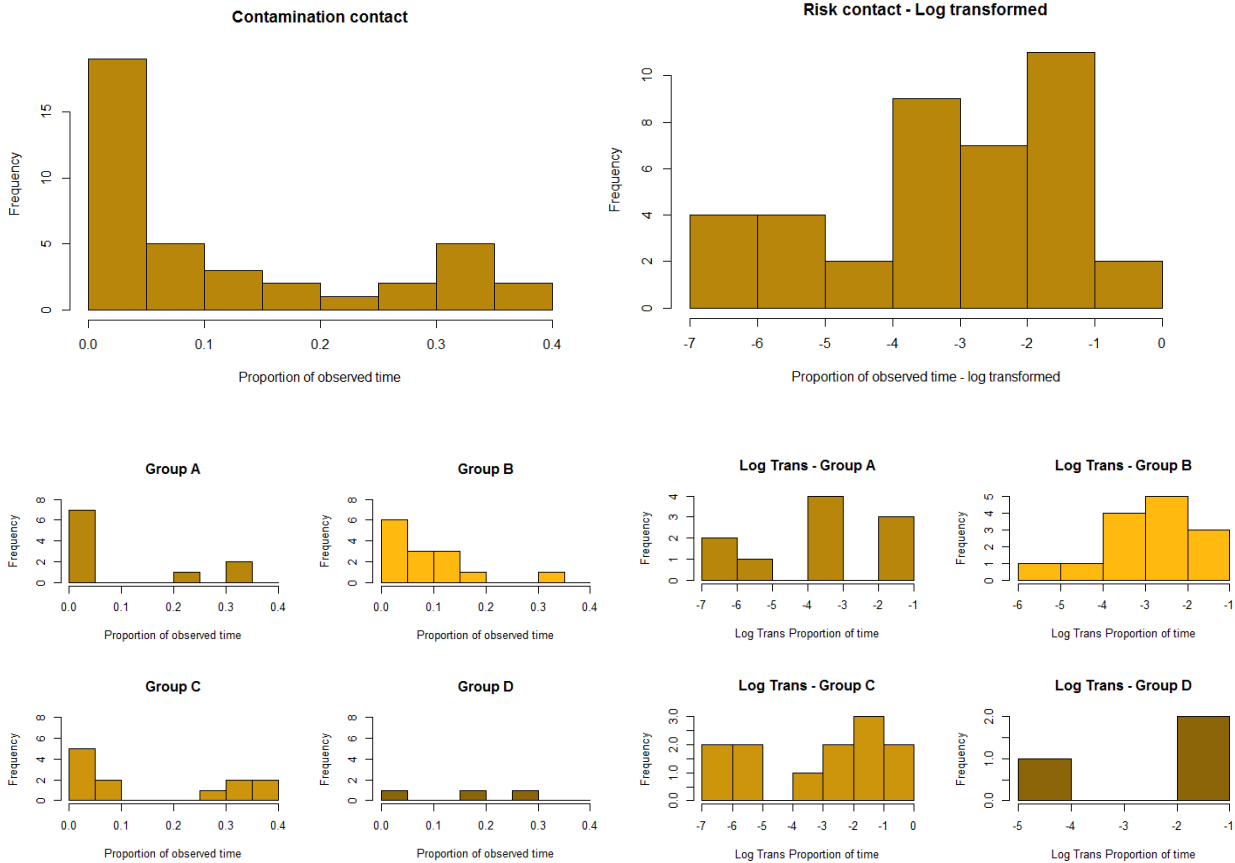 Contamination contact
Frequency
0 5 10 15
0.0 0.1 0.2 0.3 0.4
Proportion of observed time
Risk contact - Log transformed
Frequency
0 2 4 6 8 10
-7 -6 -5 -4 -3 -2 -1 0
Proportion of observed time - log transformed
Group A
Frequency
0 2 4 6 8
0.0 0.1 0.2 0.3 0.4
Proportion of observed time
Group B
Frequency
0 2 4 6 8
0.0 0.1 0.2 0.3 0.4
Proportion of observed time
Log Trans - Group A
Frequency
0 1 2 3 4
-7 -6 -5 -4 -3 -2 -1
Log Trans Proportion of time
Log Trans - Group B
Frequency
0 1 2 3 4 5
-6 -5 -4 -3 -2 -1
Log Trans Proportion of time
Group C
Frequency
0 2 4 6 8
0.0 0.1 0.2 0.3 0.4
Proportion of observed time
Group D
Frequency
0 2 4 6 8
0.0 0.1 0.2 0.3 0.4
Proportion of observed time
Log Trans - Group C
Frequency
0.0 1.0 2.0 3.0
-7 -6 -5 -4 -3 -2 -1 0
Log Trans Proportion of time
Log Trans - Group D
Frequency
0.0 1.0 2.0
-5 -4 -3 -2 -1
Log Trans Proportion of time